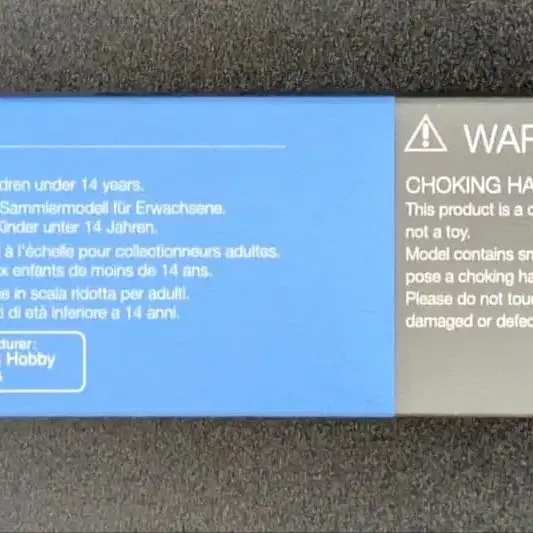 dren under 14 years.
Sammlermodell für Erwachsene.
Kinder unter 14 Jahren.
à l'échelle pour collectionneurs adultes.
x enfants de moins de 14 ans.
e in scala ridotta per adulti.
i di età inferiore a 14 anni.
durer:
Hobby
WAR
CHOKING HA
This product is a c
not a toy.
Model contains sm
pose a choking ha
Please do not touc
damaged or defec